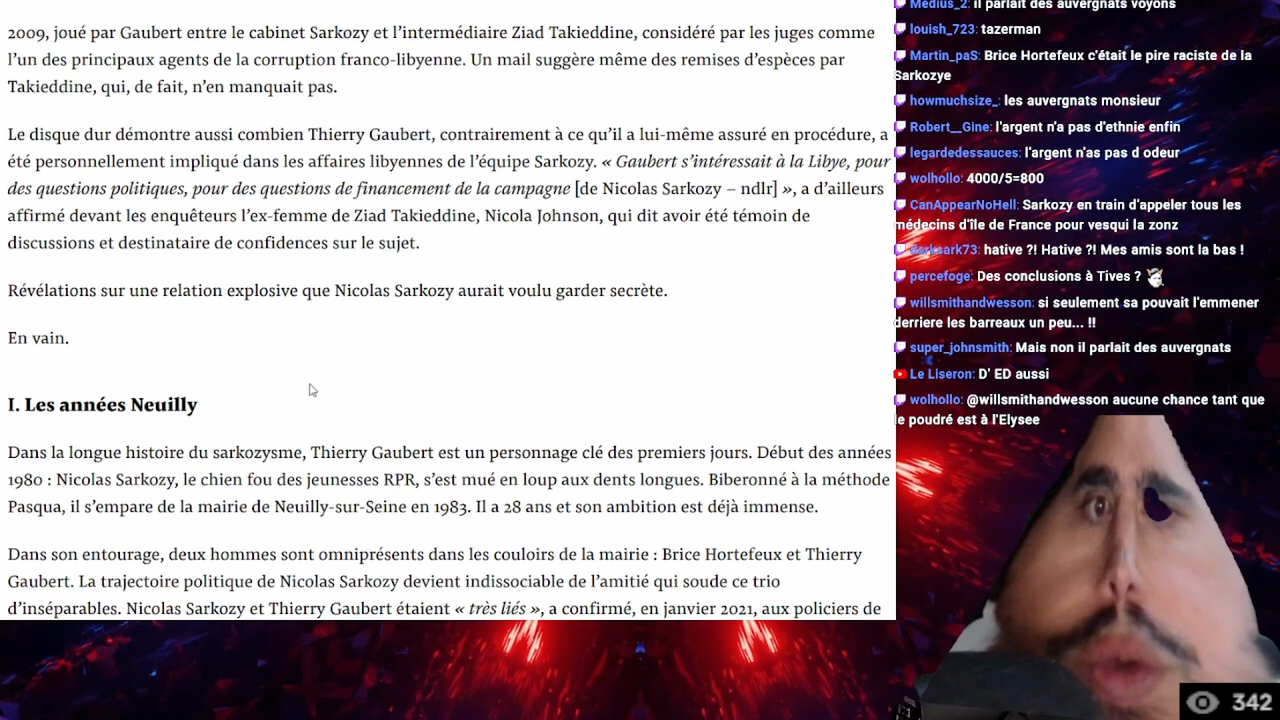 2009, joué par Gaubert entre le cabinet Sarkozy et l’intermédiaire Ziad Takieddine, considéré par les juges comme
l’un des principaux agents de la corruption franco-libyenne. Un mail suggère même des remises d’espèces par
Takieddine, qui, de fait, n’en manquait pas.
Le disque dur démontre aussi combien Thierry Gaubert, contrairement à ce qu’il a lui-même assuré en procédure, a
été personnellement impliqué dans les affaires libyennes de l’équipe Sarkozy. « Gaubert s’intéressait à la Libye, pour
des questions politiques, pour des questions de financement de la campagne [de Nicolas Sarkozy – ndlr] », a d’ailleurs
affirmé devant les enquêteurs l’ex-femme de Ziad Takieddine, Nicola Johnson, qui dit avoir été témoin de
discussions et destinataire de confidences sur le sujet.
Révélations sur une relation explosive que Nicolas Sarkozy aurait voulu garder secrète.
En vain.
I. Les années Neuilly
Dans la longue histoire du sarkozysme, Thierry Gaubert est un personnage clé des premiers jours. Début des années
1980 : Nicolas Sarkozy, le chien fou des jeunesses RPR, s’est mué en loup aux dents longues. Biberonné à la méthode
Pasqua, il s’empare de la mairie de Neuilly-sur-Seine en 1983. Il a 28 ans et son ambition est déjà immense.
Dans son entourage, deux hommes sont omniprésents dans les couloirs de la mairie : Brice Hortefeux et Thierry
Gaubert. La trajectoire politique de Nicolas Sarkozy devient indissociable de l’amitié qui soude ce trio
d’inséparables. Nicolas Sarkozy et Thierry Gaubert étaient « très liés », a confirmé, en janvier 2021, aux policiers de
Medius_2: il parlait des auvergnats voyons
louish_723: tazerman
Martin_paS: Brice Hortefeux c'était le pire raciste de la
Sarkozye
howmuchsize_: les auvergnats monsieur
Robert__Gine: l'argent n'a pas d'ethnie enfin
legardedessauces: l'argent n'as pas d odeur
wolhollo: 4000/5=800
CanAppearNoHell: Sarkozy en train d'appeler tous les
médecins d'île de France pour vesqui la zonz
darksark73: hative ?! Hative ?! Mes amis sont la bas !
percefoge: Des conclusions à Tives ?
willsmithandwesson: si seulement sa pouvait l'emmener
derriere les barreaux un peu... !!
super_johnsmith: Mais non il parlait des auvergnats
Le Liseron: D' ED aussi
wolhollo: @willsmithandwesson aucune chance tant que
le poudré est à l'Elysee
342